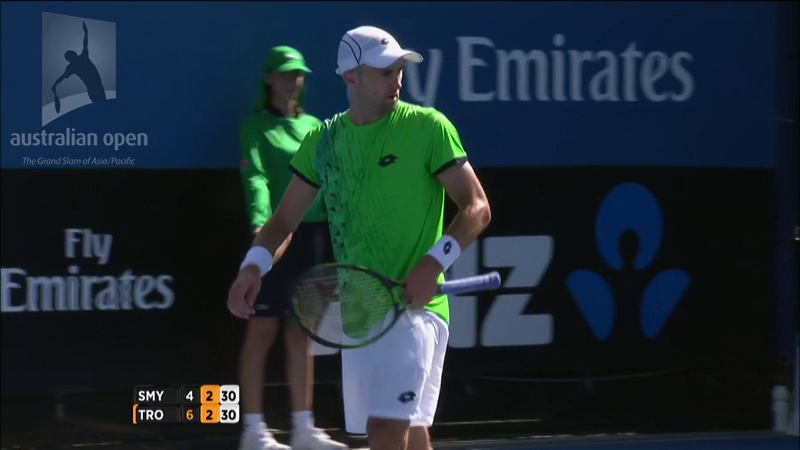 australian open
The Grand Slam of Asia/Pacific
Fly Emirates
Fly
Emirates
NZ
SMY 4 2 30
TRO 6 2 30